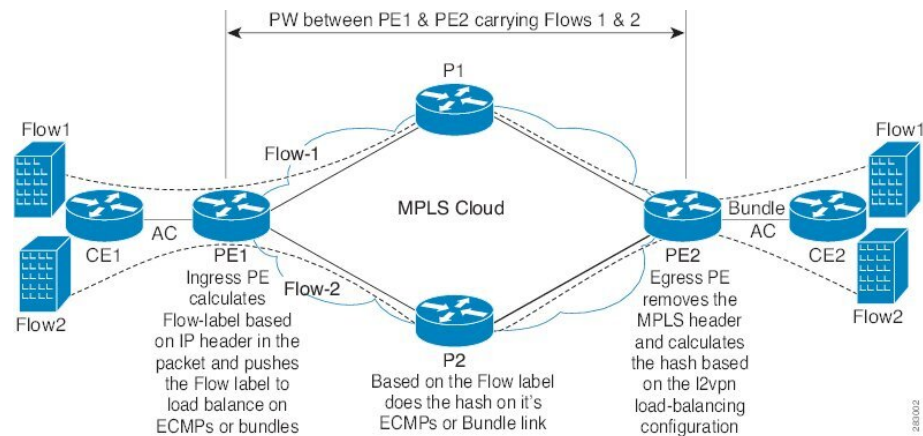 PW between PE1 & PE2 carrying Flows 1 & 2
P1
Flow1
Flow-1
Flow1
MPLS Cloud
Bundle
AC
AC
CE1
PE1
PE2
CE2
Flow-2
Flow2
Flow2
Ingress PE
calculates
Flow-label based
on IP header in the
packet and pushes
the Flow label to
load balance on
ECMPs or bundles
P2
Based on the Flow label
does the hash on it's
ECMPs or Bundle link
Egress PE
removes the
MPLS header
and calculates
the hash based
on the l2vpn
load-balancing
configuration
283002